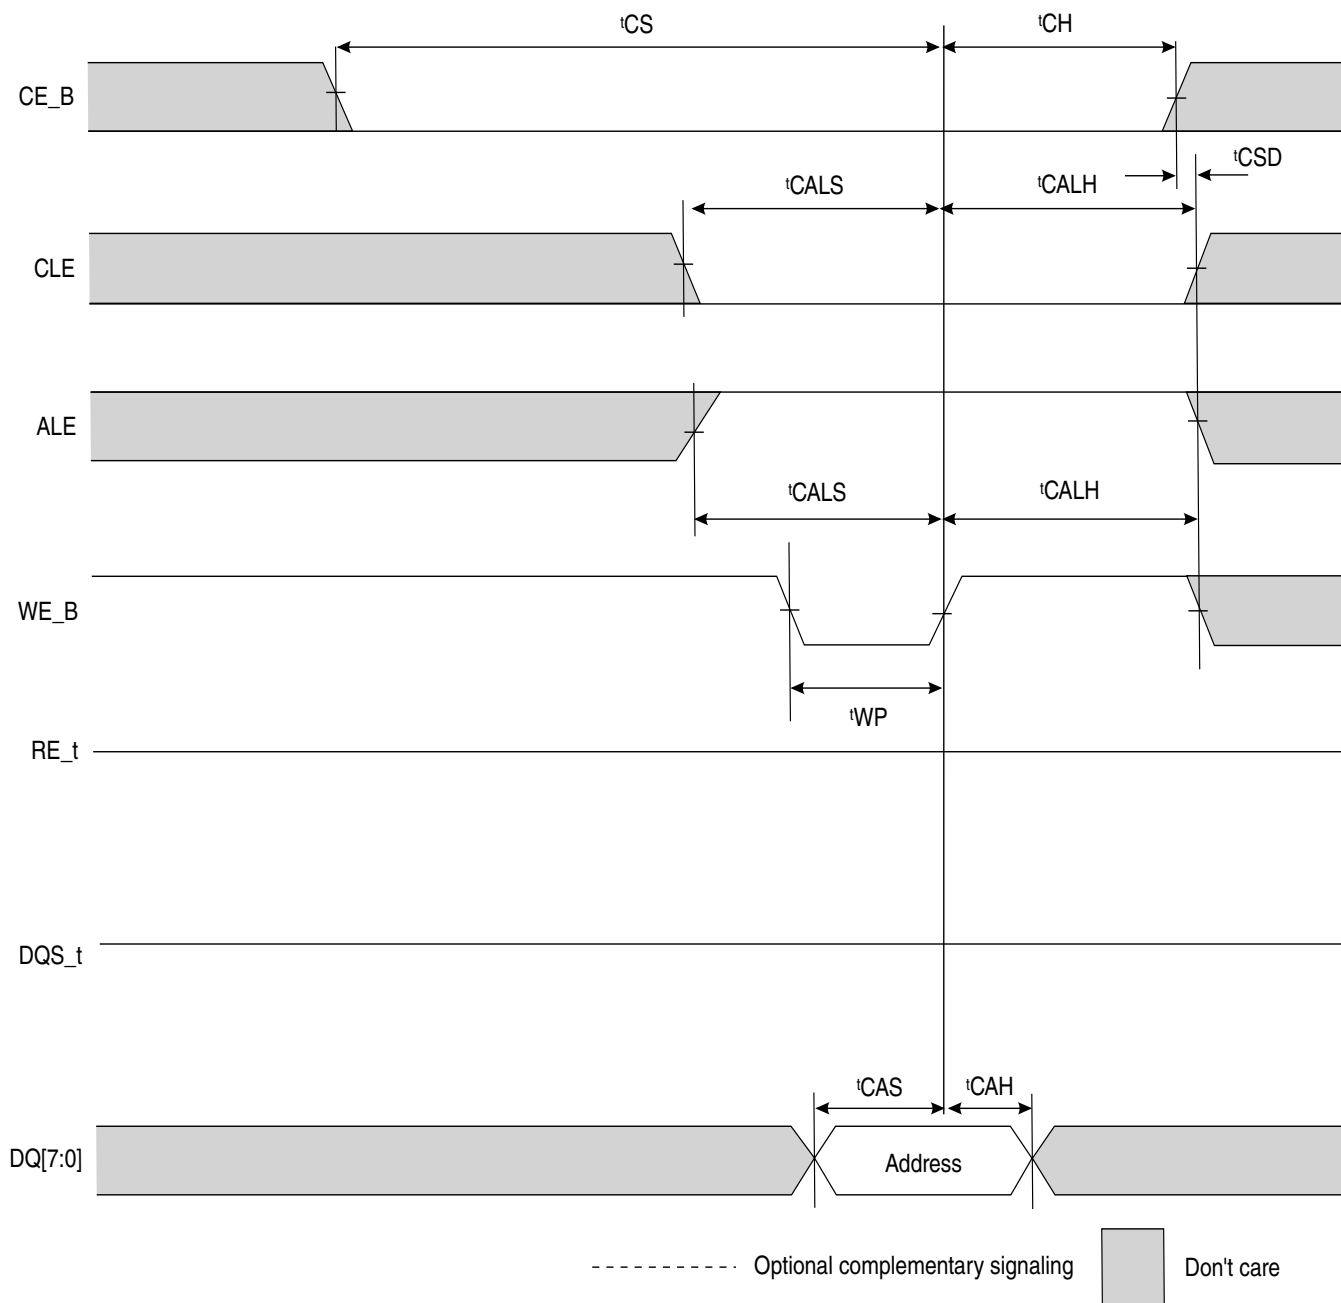 tCS
tCH
CE_B
tCSD
tCALS
tCALH
CLE
ALE
tCALS
tCALH
WE_B
tWP
RE_t
DQS_t
tCAS
tCAH
DQ[7:0]
Address
Optional complementary signaling
Don't care